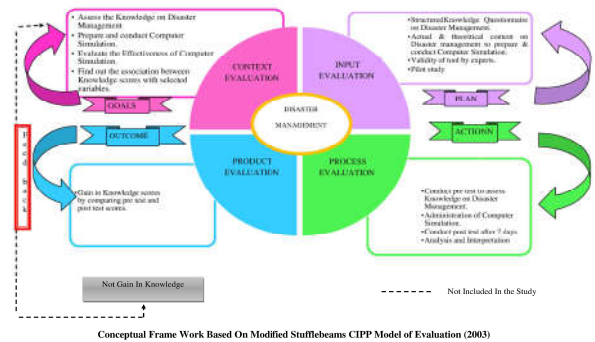 • Assess the Knowledge on Disaster
Management
• Prepare and conduct Computer
Simulation.
• Evaluate the Effectiveness of Computer
Simulation.
• Find out the association between
Knowledge scores with selected
variables.
GOALS
CONTEXT
EVALUATION
INPUT
EVALUATION
•StructuredKnowledge Questionnaire
on Disaster Management.
•Actual & theoretical content on
Disaster management to prepare &
conduct Computer Simulation.
•Validity of tool by experts.
•Pilot study
PLAN
DISASTER
MANAGEMENT
OUTCOME
ACTIONN
Feed back
PRODUCT
EVALUATION
PROCESS
EVALUATION
•Gain in Knowledge scores
by comparing pre test and
post test scores.
•Conduct pre test to assess
Knowledge on Disaster
Management.
•Administration of Computer
Simulation.
•Conduct post test after 7 days
•Analysis and Interpretation
Not Gain In Knowledge
Not Included In the Study
Conceptual Frame Work Based On Modified Stufflebeams CIPP Model of Evaluation (2003)